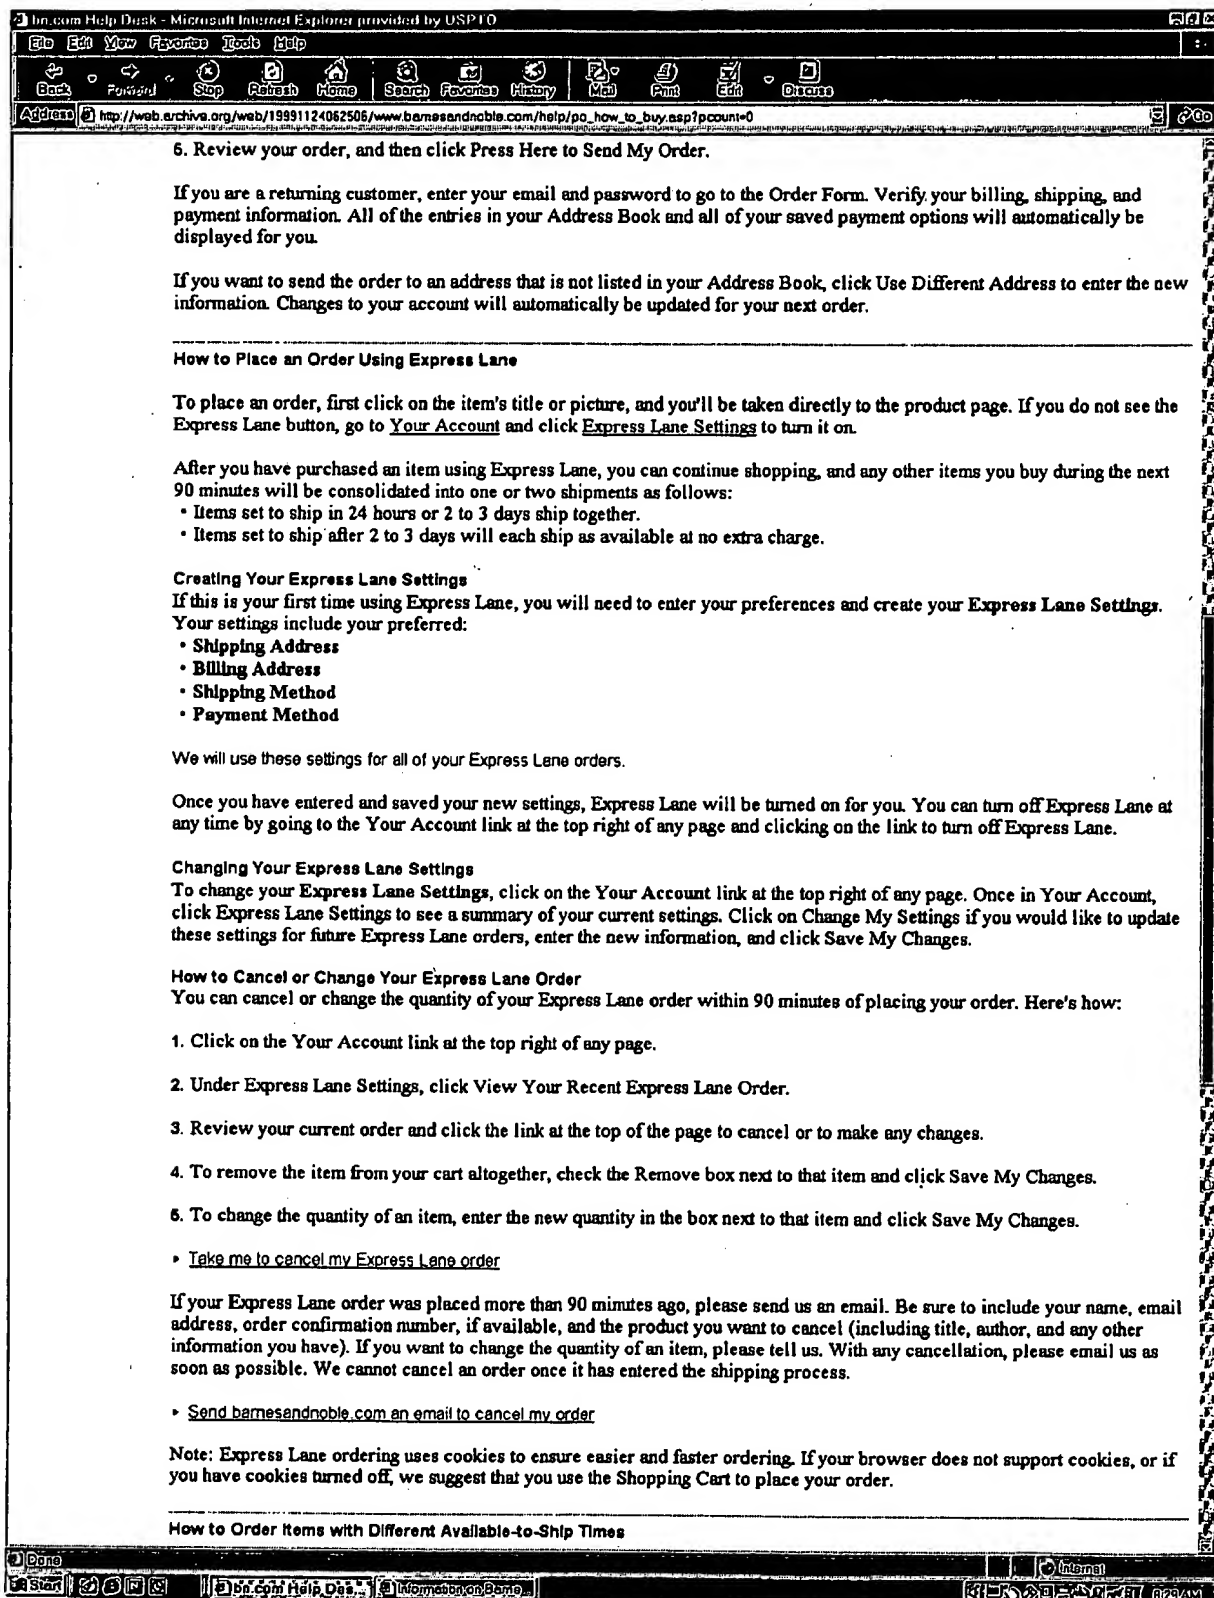 bn.com Help Desk - Microsoft Internet Explorer provided by USPTO
File Edit View Favorites Tools Help
Back Forward Stop Refresh Home Search Favorites History Mail Print Edit Discuss
Address http://web.archive.org/web/19991124062506/www.barnesandnoble.com/help/po_how_to_buy.asp?pcount=0 Go
6. Review your order, and then click Press Here to Send My Order.
If you are a returning customer, enter your email and password to go to the Order Form. Verify your billing, shipping, and
payment information. All of the entries in your Address Book and all of your saved payment options will automatically be
displayed for you.
If you want to send the order to an address that is not listed in your Address Book, click Use Different Address to enter the new
information. Changes to your account will automatically be updated for your next order.
How to Place an Order Using Express Lane
To place an order, first click on the item's title or picture, and you'll be taken directly to the product page. If you do not see the
Express Lane button, go to Your Account and click Express Lane Settings to turn it on.
After you have purchased an item using Express Lane, you can continue shopping, and any other items you buy during the next
90 minutes will be consolidated into one or two shipments as follows:
• Items set to ship in 24 hours or 2 to 3 days ship together.
• Items set to ship after 2 to 3 days will each ship as available at no extra charge.
Creating Your Express Lane Settings
If this is your first time using Express Lane, you will need to enter your preferences and create your Express Lane Settings.
Your settings include your preferred:
• Shipping Address
• Billing Address
• Shipping Method
• Payment Method
We will use these settings for all of your Express Lane orders.
Once you have entered and saved your new settings, Express Lane will be turned on for you. You can turn off Express Lane at
any time by going to the Your Account link at the top right of any page and clicking on the link to turn off Express Lane.
Changing Your Express Lane Settings
To change your Express Lane Settings, click on the Your Account link at the top right of any page. Once in Your Account,
click Express Lane Settings to see a summary of your current settings. Click on Change My Settings if you would like to update
these settings for future Express Lane orders, enter the new information, and click Save My Changes.
How to Cancel or Change Your Express Lane Order
You can cancel or change the quantity of your Express Lane order within 90 minutes of placing your order. Here's how:
1. Click on the Your Account link at the top right of any page.
2. Under Express Lane Settings, click View Your Recent Express Lane Order.
3. Review your current order and click the link at the top of the page to cancel or to make any changes.
4. To remove the item from your cart altogether, check the Remove box next to that item and click Save My Changes.
5. To change the quantity of an item, enter the new quantity in the box next to that item and click Save My Changes.
▸ Take me to cancel my Express Lane order
If your Express Lane order was placed more than 90 minutes ago, please send us an email. Be sure to include your name, email
address, order confirmation number, if available, and the product you want to cancel (including title, author, and any other
information you have). If you want to change the quantity of an item, please tell us. With any cancellation, please email us as
soon as possible. We cannot cancel an order once it has entered the shipping process.
▸ Send barnesandnoble.com an email to cancel my order
Note: Express Lane ordering uses cookies to ensure easier and faster ordering. If your browser does not support cookies, or if
you have cookies turned off, we suggest that you use the Shopping Cart to place your order.
How to Order Items with Different Available-to-Ship Times
Done Internet
Start bn.com Help Des... Information on Barne... 8:29 AM